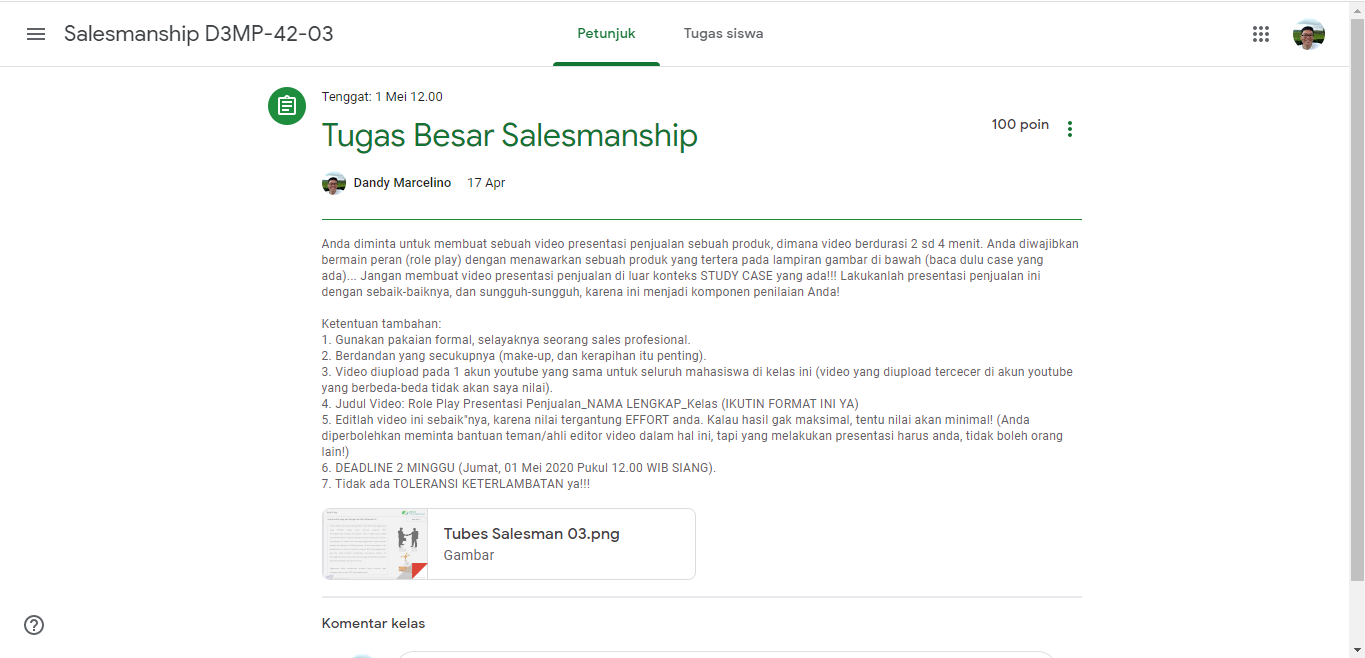 Salesmanship D3MP-42-03
Petunjuk
Tugas siswa
Tenggat: 1 Mei 12.00
Tugas Besar Salesmanship
100 poin
Dandy Marcelino 17 Apr
Anda diminta untuk membuat sebuah video presentasi penjualan sebuah produk, dimana video berdurasi 2 sd 4 menit. Anda diwajibkan
bermain peran (role play) dengan menawarkan sebuah produk yang tertera pada lampiran gambar di bawah (baca dulu case yang
ada)... Jangan membuat video presentasi penjualan di luar konteks STUDY CASE yang ada!!! Lakukanlah presentasi penjualan ini
dengan sebaik-baiknya, dan sungguh-sungguh, karena ini menjadi komponen penilaian Anda!
Ketentuan tambahan:
1. Gunakan pakaian formal, selayaknya seorang sales profesional.
2. Berdandan yang secukupnya (make-up, dan kerapihan itu penting).
3. Video diupload pada 1 akun youtube yang sama untuk seluruh mahasiswa di kelas ini (video yang diupload tercecer di akun youtube
yang berbeda-beda tidak akan saya nilai).
4. Judul Video: Role Play Presentasi Penjualan_NAMA LENGKAP_Kelas (IKUTIN FORMAT INI YA)
5. Editlah video ini sebaik"nya, karena nilai tergantung EFFORT anda. Kalau hasil gak maksimal, tentu nilai akan minimal! (Anda
diperbolehkan meminta bantuan teman/ahli editor video dalam hal ini, tapi yang melakukan presentasi harus anda, tidak boleh orang
lain!)
6. DEADLINE 2 MINGGU (Jumat, 01 Mei 2020 Pukul 12.00 WIB SIANG).
7. Tidak ada TOLERANSI KETERLAMBATAN ya!!!
Tubes Salesman 03.png
Gambar
Komentar kelas